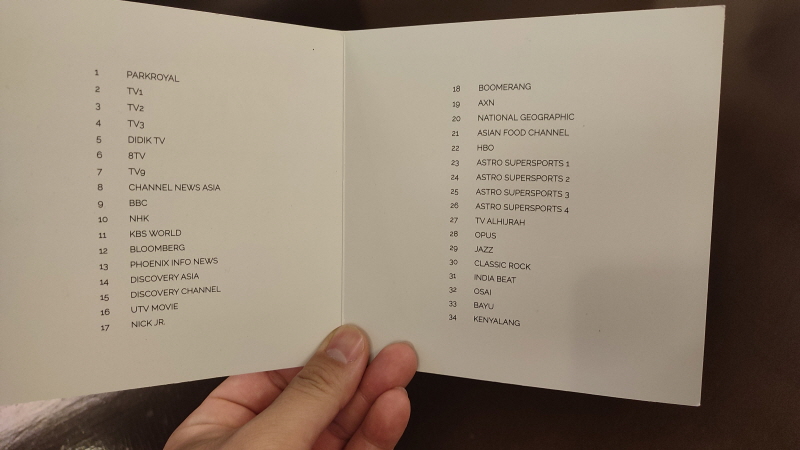 1 PARKROYAL
2 TV1
3 TV2
4 TV3
5 DIDIK TV
6 8TV
7 TV9
8 CHANNEL NEWS ASIA
9 BBC
10 NHK
11 KBS WORLD
12 BLOOMBERG
13 PHOENIX INFO NEWS
14 DISCOVERY ASIA
15 DISCOVERY CHANNEL
16 UTV MOVIE
17 NICK JR.
18 BOOMERANG
19 AXN
20 NATIONAL GEOGRAPHIC
21 ASIAN FOOD CHANNEL
22 HBO
23 ASTRO SUPERSPORTS 1
24 ASTRO SUPERSPORTS 2
25 ASTRO SUPERSPORTS 3
26 ASTRO SUPERSPORTS 4
27 TV ALHIJRAH
28 OPUS
29 JAZZ
30 CLASSIC ROCK
31 INDIA BEAT
32 OSAI
33 BAYU
34 KENYALANG